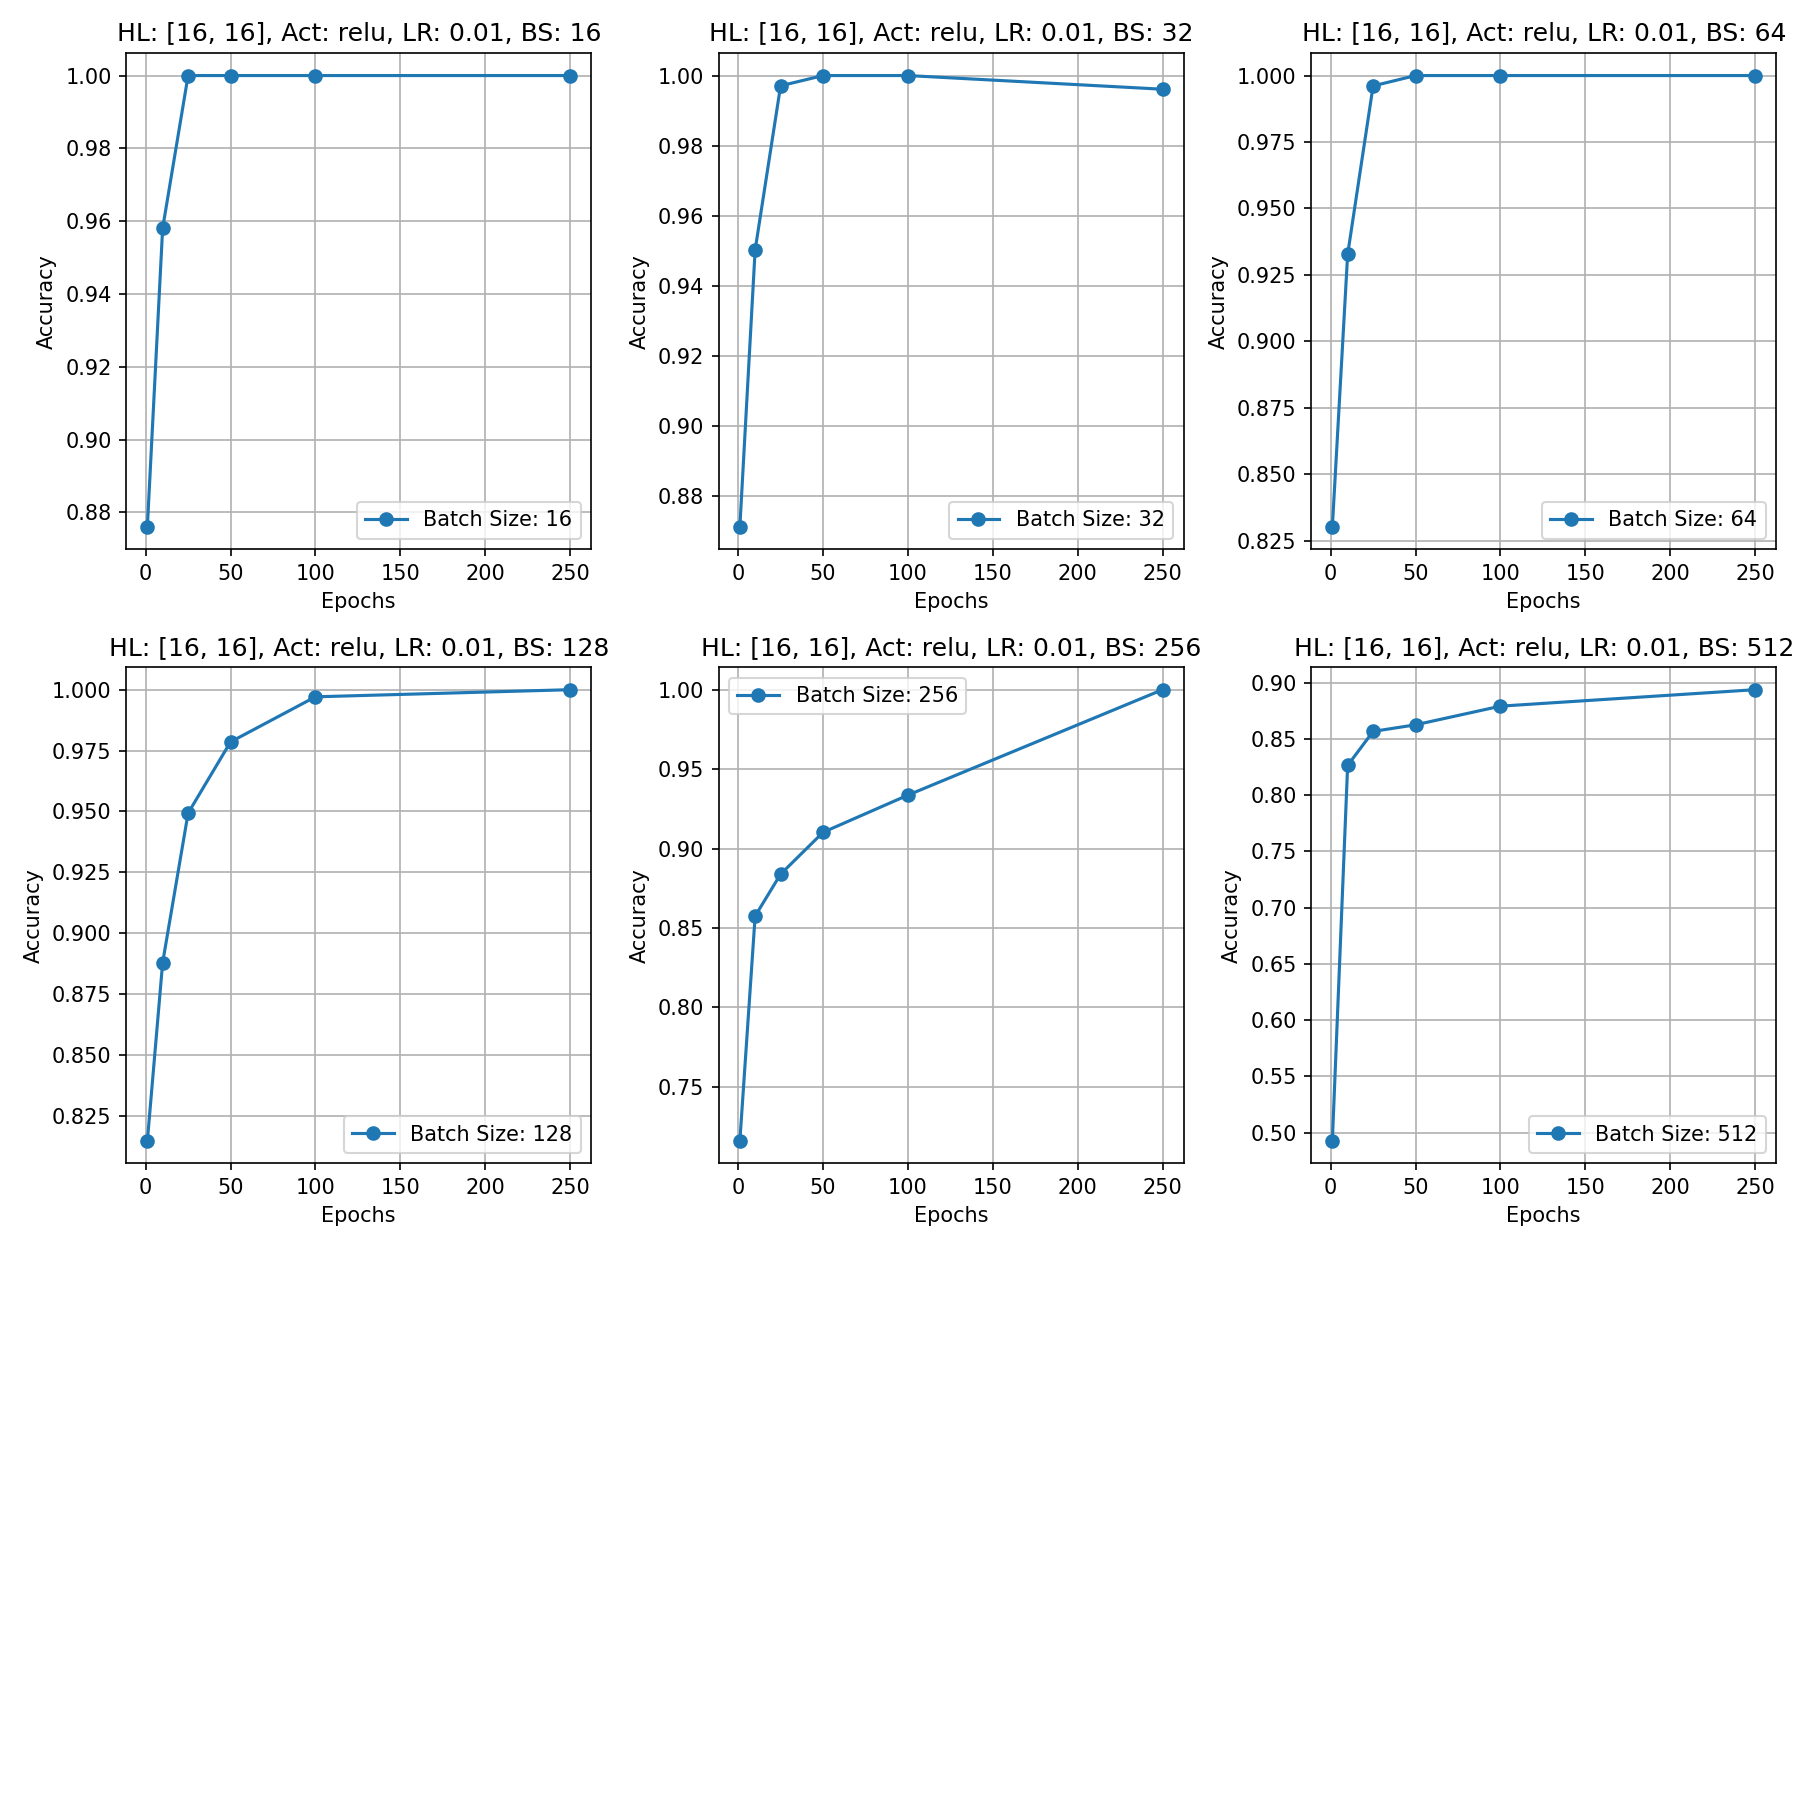 HL: [16, 16], Act: relu, LR: 0.01, BS: 16
1.00
0.98
0.96
0.94
0.92
0.90
0.88
Accuracy
Batch Size: 16
0 50 100 150 200 250
Epochs
HL: [16, 16], Act: relu, LR: 0.01, BS: 32
1.00
0.98
0.96
0.94
0.92
0.90
0.88
Accuracy
Batch Size: 32
0 50 100 150 200 250
Epochs
HL: [16, 16], Act: relu, LR: 0.01, BS: 64
1.000
0.975
0.950
0.925
0.900
0.875
0.850
0.825
Accuracy
Batch Size: 64
0 50 100 150 200 250
Epochs
HL: [16, 16], Act: relu, LR: 0.01, BS: 128
1.000
0.975
0.950
0.925
0.900
0.875
0.850
0.825
Accuracy
Batch Size: 128
0 50 100 150 200 250
Epochs
HL: [16, 16], Act: relu, LR: 0.01, BS: 256
Batch Size: 256
1.00
0.95
0.90
0.85
0.80
0.75
Accuracy
0 50 100 150 200 250
Epochs
HL: [16, 16], Act: relu, LR: 0.01, BS: 512
0.90
0.85
0.80
0.75
0.70
0.65
0.60
0.55
0.50
Accuracy
Batch Size: 512
0 50 100 150 200 250
Epochs